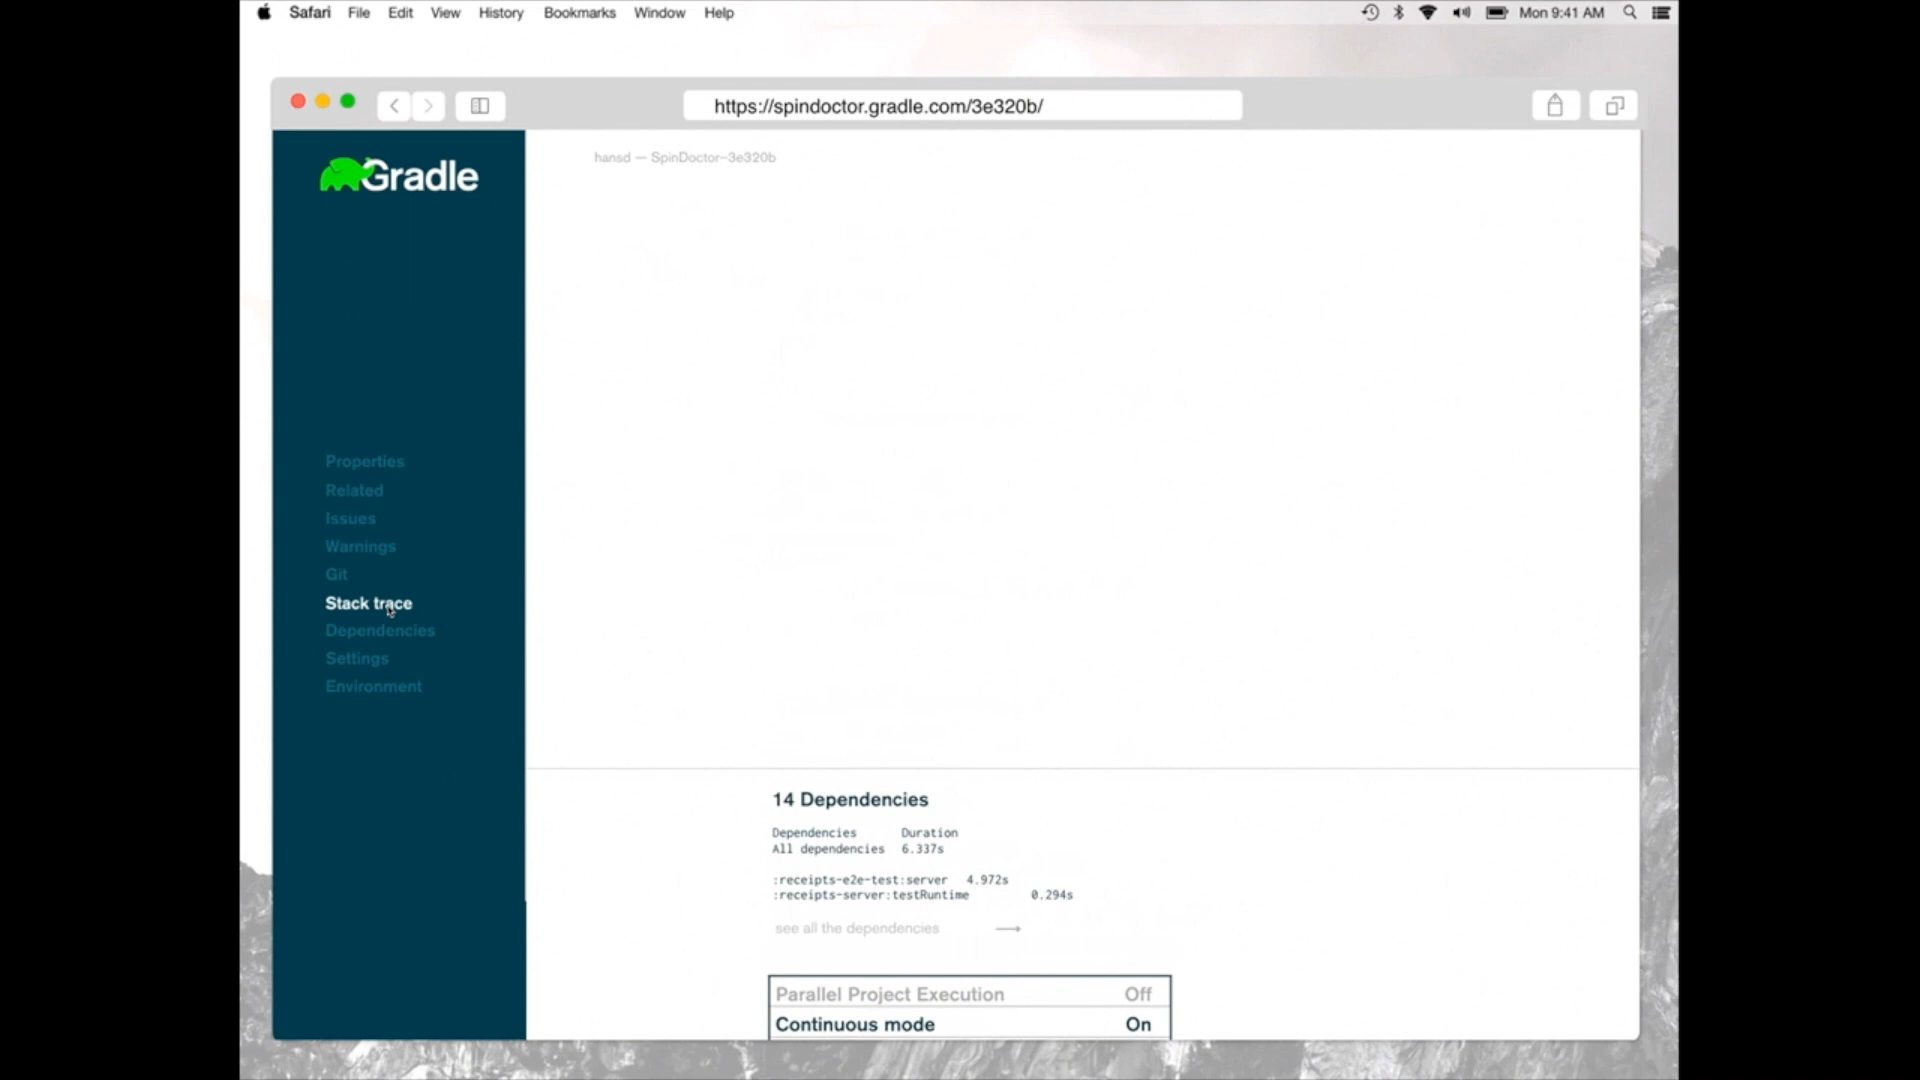 Safari File Edit View History Bookmarks Window Help Mon 9:41 AM
https://spindoctor.gradle.com/3e320b/
Gradle
hansd — SpinDoctor-3e320b
Properties
Related
Issues
Warnings
Git
Stack trace
Dependencies
Settings
Environment
14 Dependencies
Dependencies Duration
All dependencies 6.337s
:receipts-e2e-test:server 4.972s
:receipts-server:testRuntime 0.294s
see all the dependencies
Parallel Project Execution Off
Continuous mode On